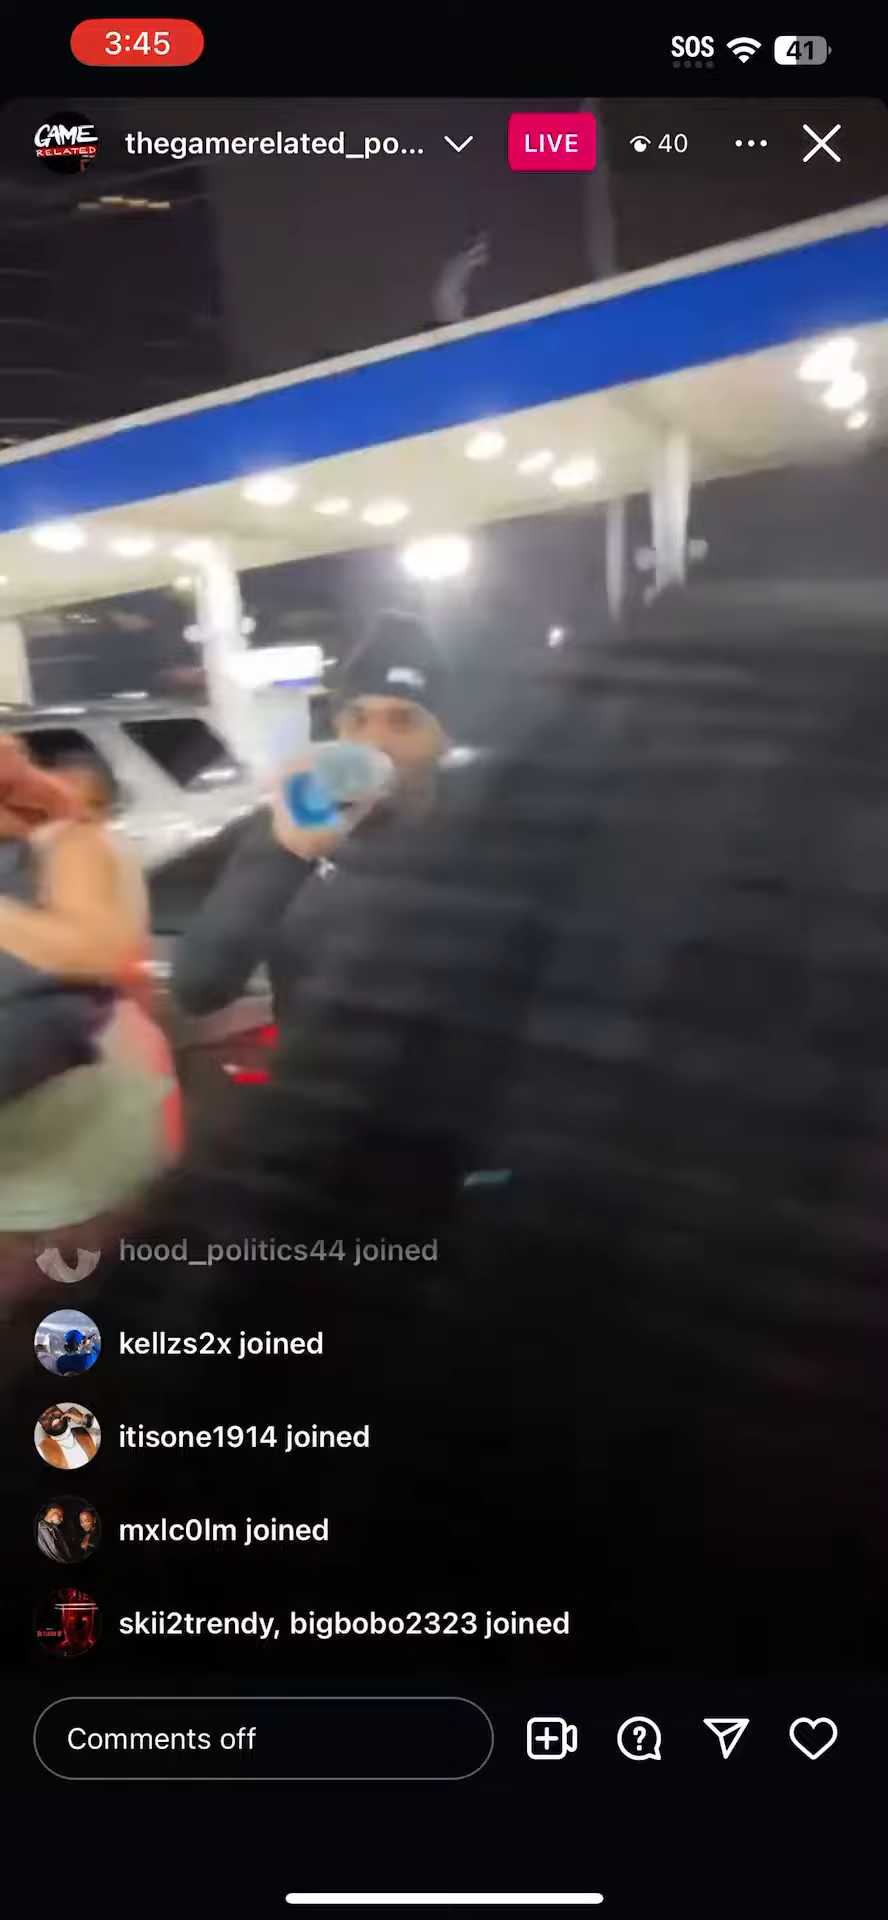 3:45
SOS
41
GAME
RELATED
thegamerelated_po...
LIVE
40
hood_politics44 joined
kellzs2x joined
itisone1914 joined
mxlc0lm joined
skii2trendy, bigbobo2323 joined
Comments off